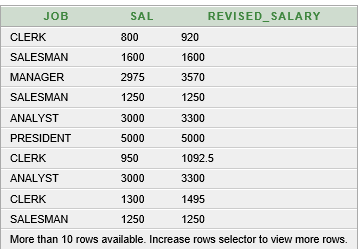 JOB SAL REVISED_SALARY
CLERK 800 920
SALESMAN 1600 1600
MANAGER 2975 3570
SALESMAN 1250 1250
ANALYST 3000 3300
PRESIDENT 5000 5000
CLERK 950 1092.5
ANALYST 3000 3300
CLERK 1300 1495
SALESMAN 1250 1250
More than 10 rows available. Increase rows selector to view more rows.